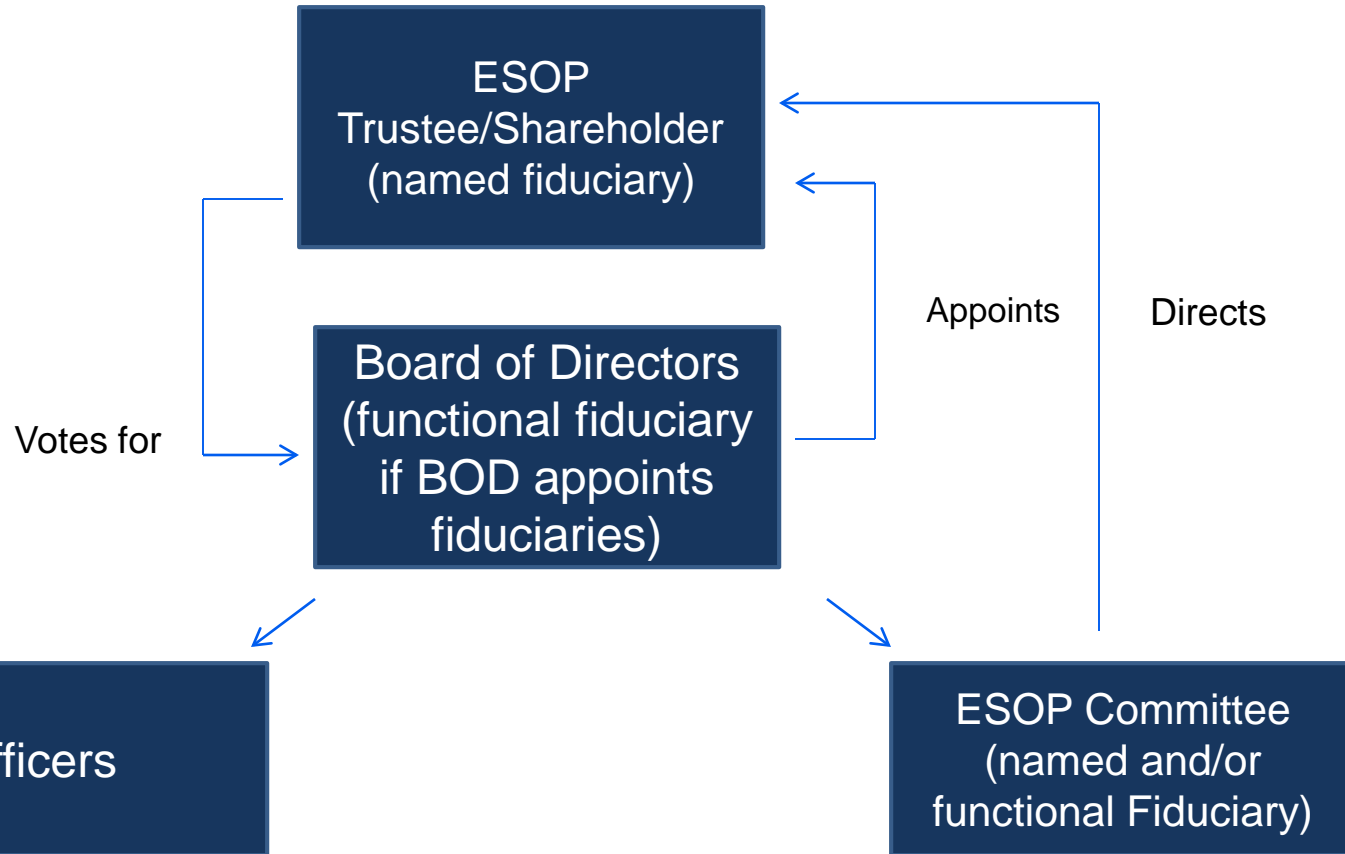 ESOP
Trustee/Shareholder
(named fiduciary)
Appoints
Directs
Board of Directors
(functional fiduciary
if BOD appoints
fiduciaries)
Votes for
ESOP Committee
(named and/or
functional Fiduciary)